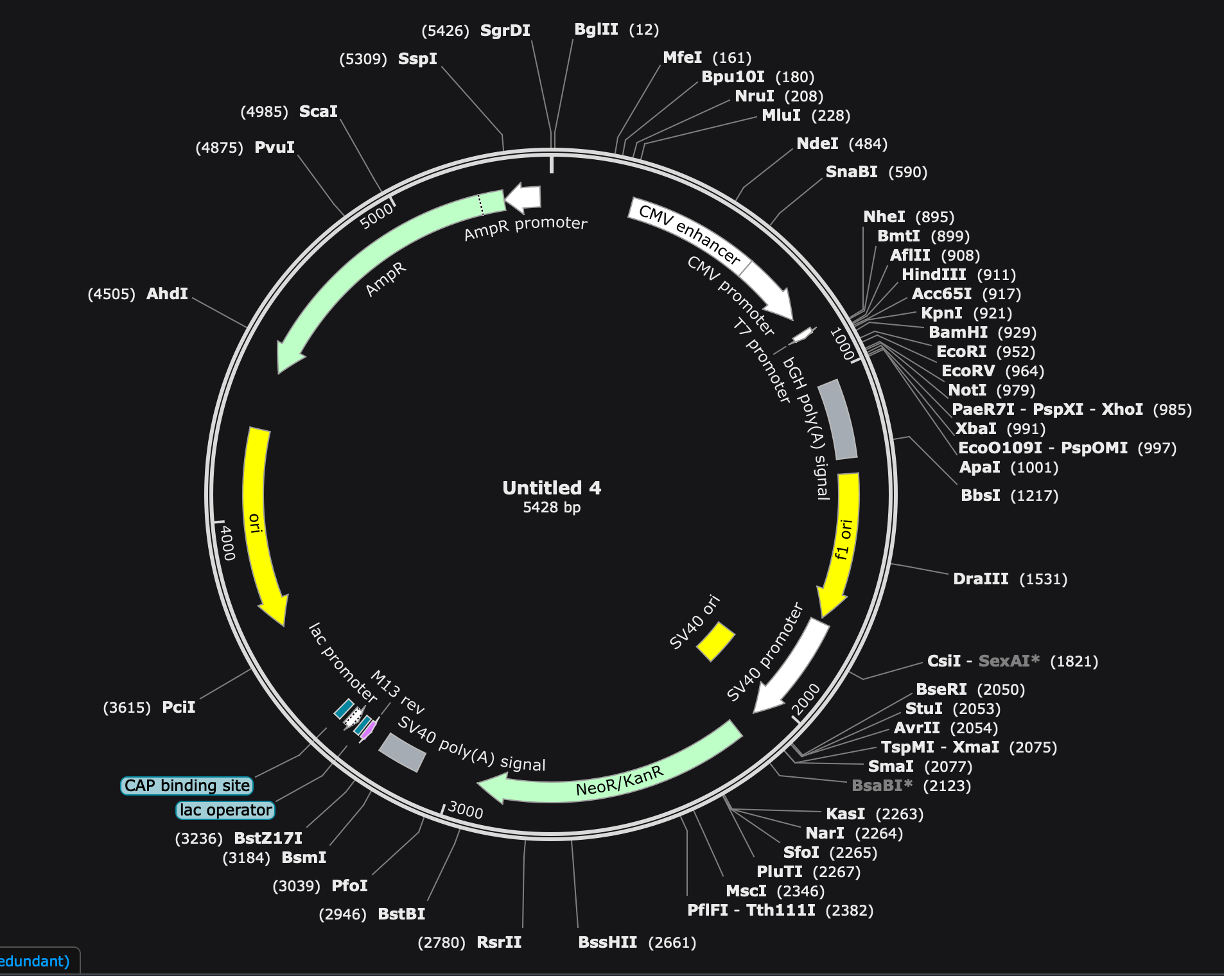 (5426) SgrDI
BglII (12)
(5309) SspI
MfeI (161)
Bpu10I (180)
NruI (208)
(4985) ScaI
MluI (228)
(4875) PvuI
NdeI (484)
SnaBI (590)
5000
AmpR promoter
CMV enhancer
NheI (895)
BmtI (899)
AflII (908)
AmpR
CMV promoter
HindIII (911)
(4505) AhdI
Acc65I (917)
KpnI (921)
T7 promoter
1000
BamHI (929)
EcoRI (952)
EcoRV (964)
NotI (979)
PaeR7I - PspXI - XhoI (985)
bGH poly(A) signal
XbaI (991)
EcoO109I - PspOMI (997)
ApaI (1001)
Untitled 4
BbsI (1217)
5428 bp
ori
4000
f1 ori
DraIII (1531)
SV40 ori
SV40 promoter
CsiI - SexAI* (1821)
lac promoter
M13 rev
2000
BseRI (2050)
(3615) PciI
StuI (2053)
AvrII (2054)
SV40 poly(A) signal
TspMI - XmaI (2075)
NeoR/KanR
SmaI (2077)
CAP binding site
BsaBI* (2123)
lac operator
3000
KasI (2263)
(3236) BstZ17I
NarI (2264)
(3184) BsmI
SfoI (2265)
PluTI (2267)
(3039) PfoI
MscI (2346)
(2946) BstBI
PflFI - Tth111I (2382)
(2780) RsrII
BssHII (2661)
edundant)